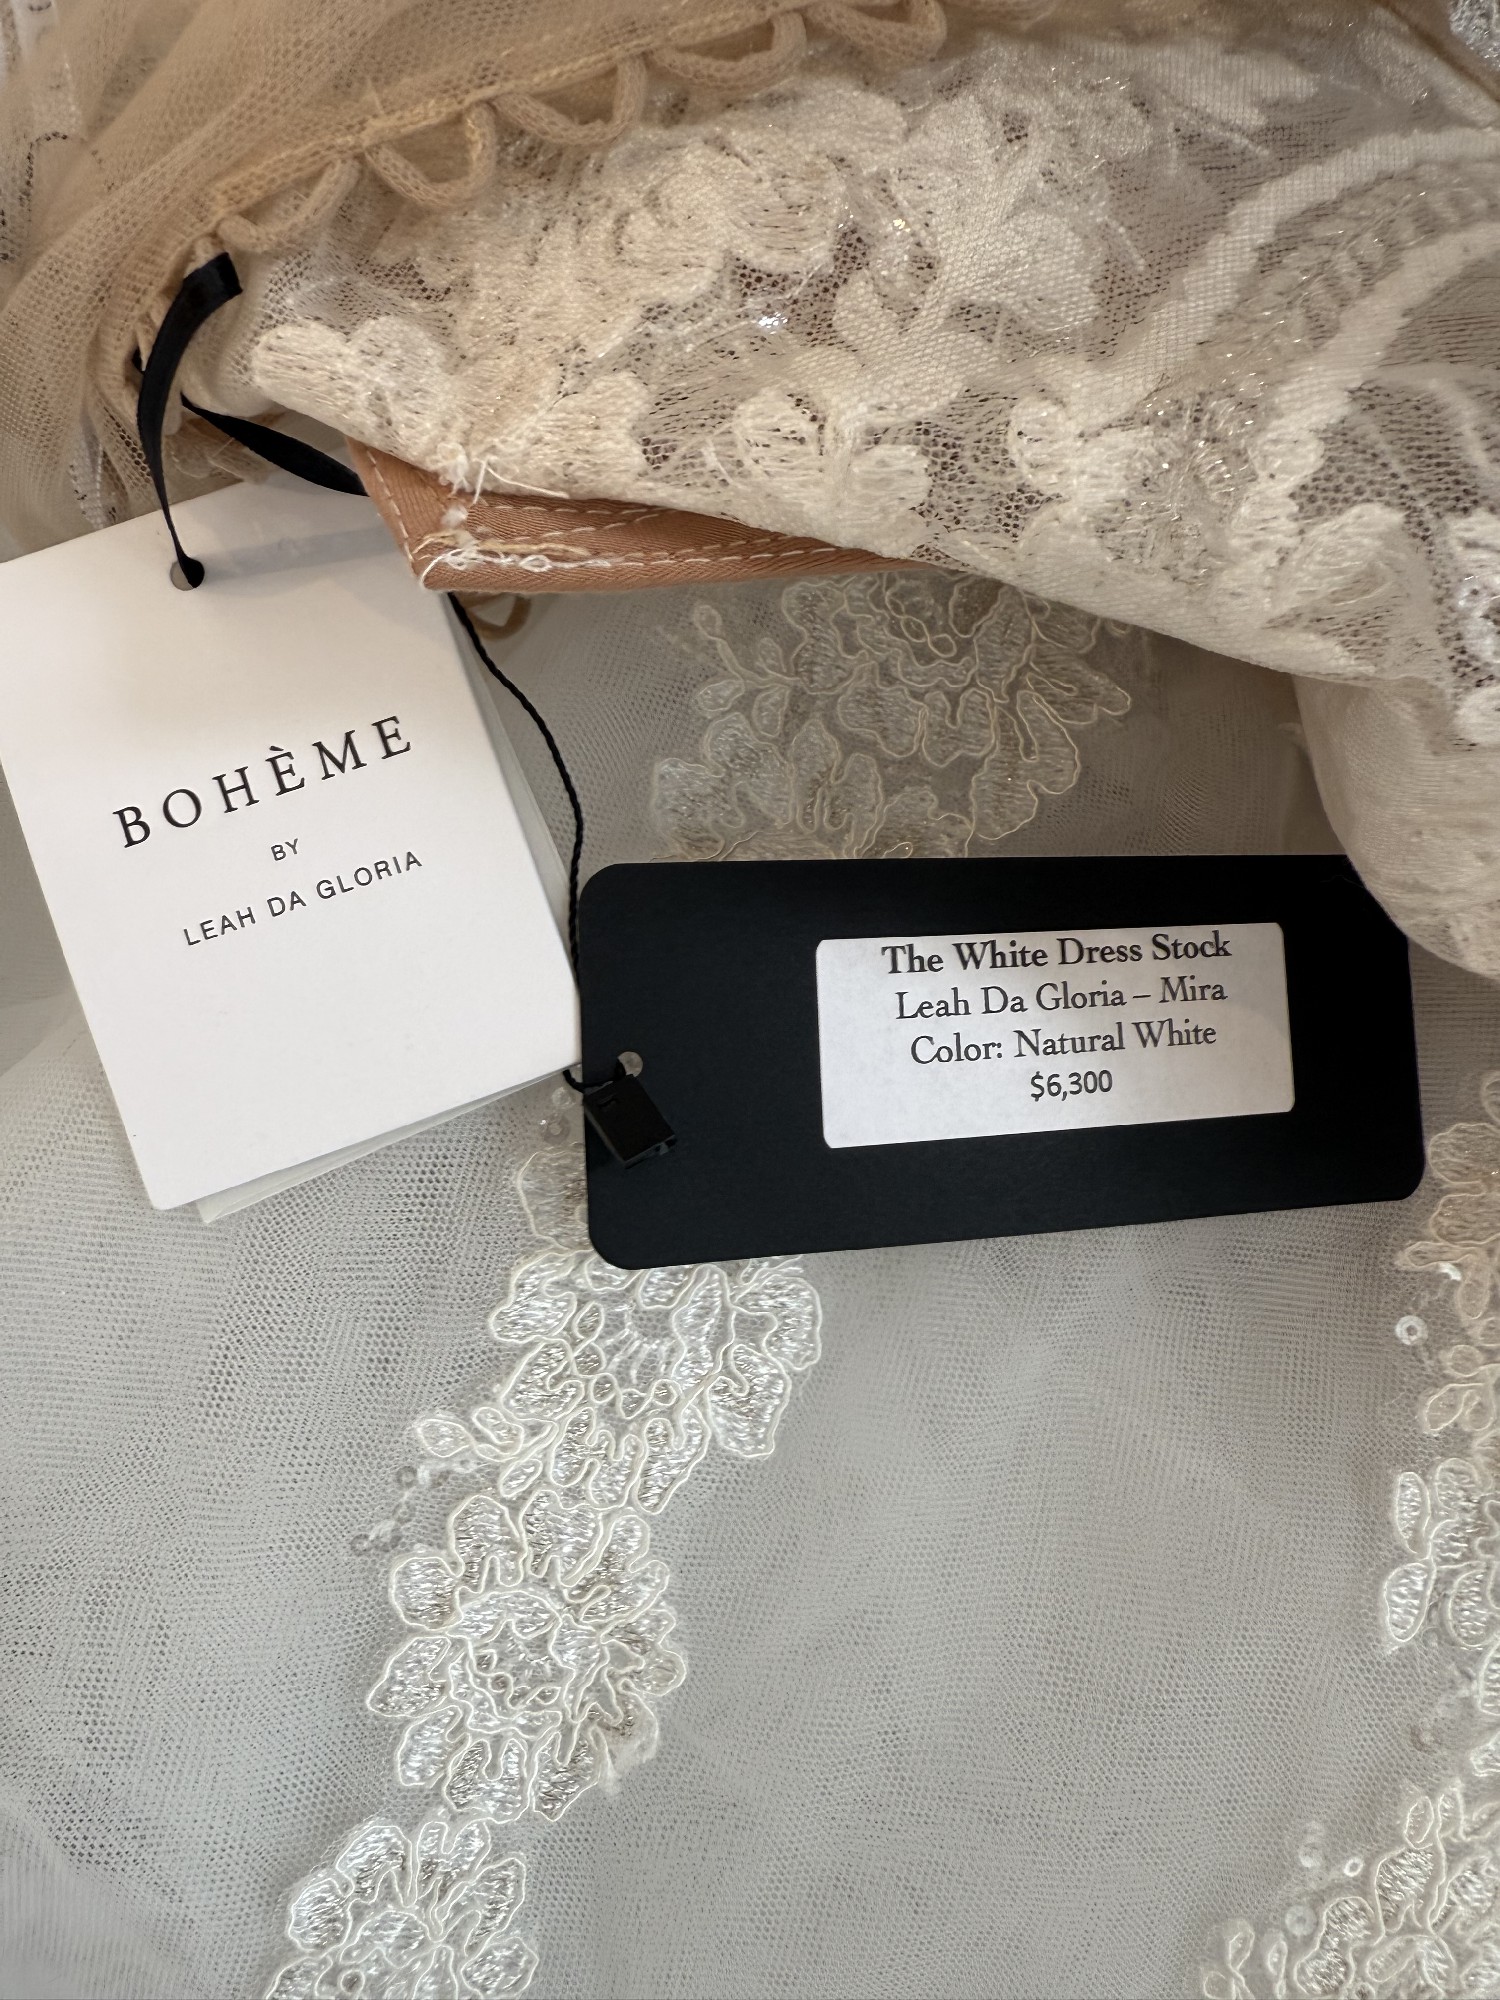 BOHÈME
BY
LEAH DA GLORIA
The White Dress Stock
Leah Da Gloria – Mira
Color: Natural White
$6,300